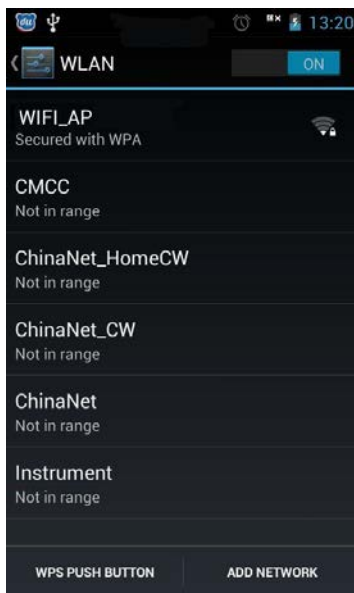 13:20
WLAN
ON
WIFI_AP
Secured with WPA
CMCC
Not in range
ChinaNet_HomeCW
Not in range
ChinaNet_CW
Not in range
ChinaNet
Not in range
Instrument
Not in range
WPS PUSH BUTTON ADD NETWORK